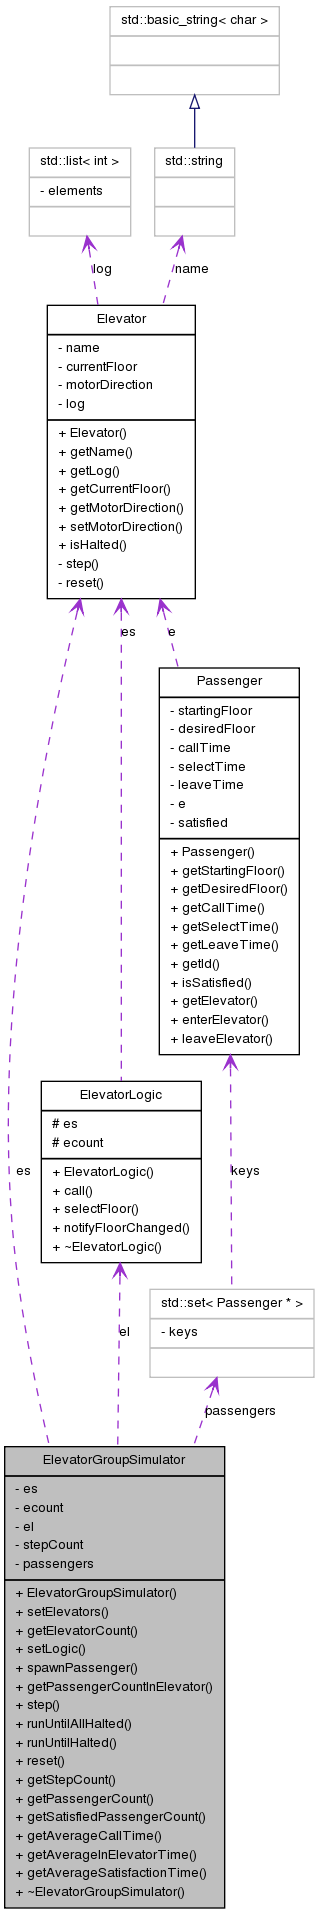 std::basic_string< char >
std::list< int >
- elements
std::string
log
name
Elevator
- name
- currentFloor
- motorDirection
- log
+ Elevator()
+ getName()
+ getLog()
+ getCurrentFloor()
+ getMotorDirection()
+ setMotorDirection()
+ isHalted()
- step()
- reset()
es
e
Passenger
- startingFloor
- desiredFloor
- callTime
- selectTime
- leaveTime
- e
- satisfied
+ Passenger()
+ getStartingFloor()
+ getDesiredFloor()
+ getCallTime()
+ getSelectTime()
+ getLeaveTime()
+ getId()
+ isSatisfied()
+ getElevator()
+ enterElevator()
+ leaveElevator()
ElevatorLogic
# es
# ecount
+ ElevatorLogic()
+ call()
+ selectFloor()
+ notifyFloorChanged()
+ ~ElevatorLogic()
es
keys
std::set< Passenger * >
- keys
el
passengers
ElevatorGroupSimulator
- es
- ecount
- el
- stepCount
- passengers
+ ElevatorGroupSimulator()
+ setElevators()
+ getElevatorCount()
+ setLogic()
+ spawnPassenger()
+ getPassengerCountInElevator()
+ step()
+ runUntilAllHalted()
+ runUntilHalted()
+ reset()
+ getStepCount()
+ getPassengerCount()
+ getSatisfiedPassengerCount()
+ getAverageCallTime()
+ getAverageInElevatorTime()
+ getAverageSatisfactionTime()
+ ~ElevatorGroupSimulator()